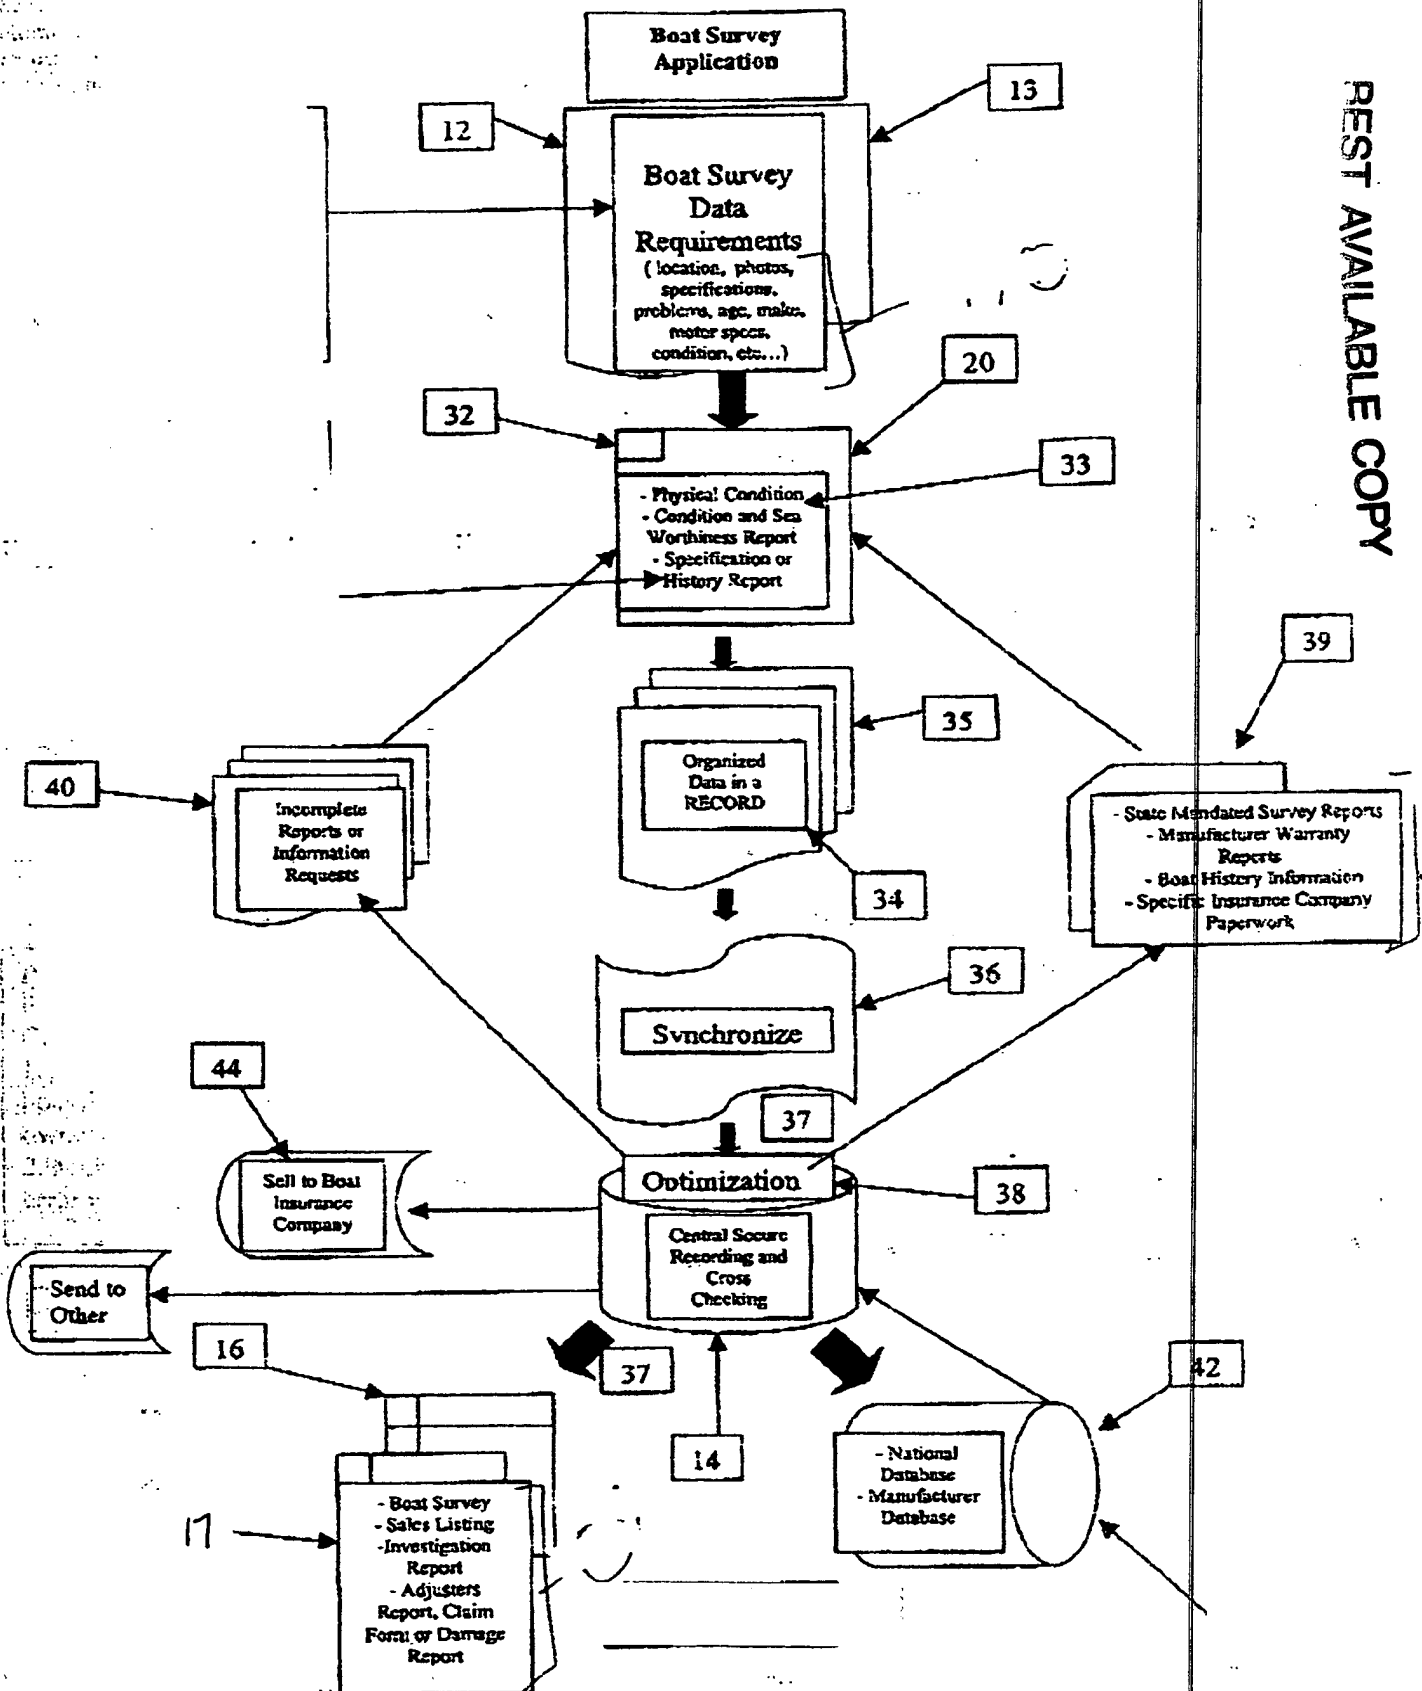 Boat Survey
Application
13
12
Boat Survey
Data
Requirements
( location, photos,
specifications,
problems, age, make,
motor specs,
condition, etc...)
20
32
33
- Physical Condition
- Condition and Sea
Worthiness Report
- Specification or
History Report
39
35
Organized
Data in a
RECORD
34
40
Incomplete
Reports or
Information
Requests
- State Mandated Survey Reports
- Manufacturer Warranty
Reports
- Boat History Information
- Specific Insurance Company
Paperwork
36
Synchronize
44
37
Optimization
38
Sell to Boat
Insurance
Company
Central Secure
Recording and
Cross
Checking
Send to
Other
16
37
42
14
- National
Database
- Manufacturer
Database
17
- Boat Survey
- Sales Listing
-Investigation
Report
- Adjusters
Report, Claim
Form or Damage
Report
BEST AVAILABLE COPY